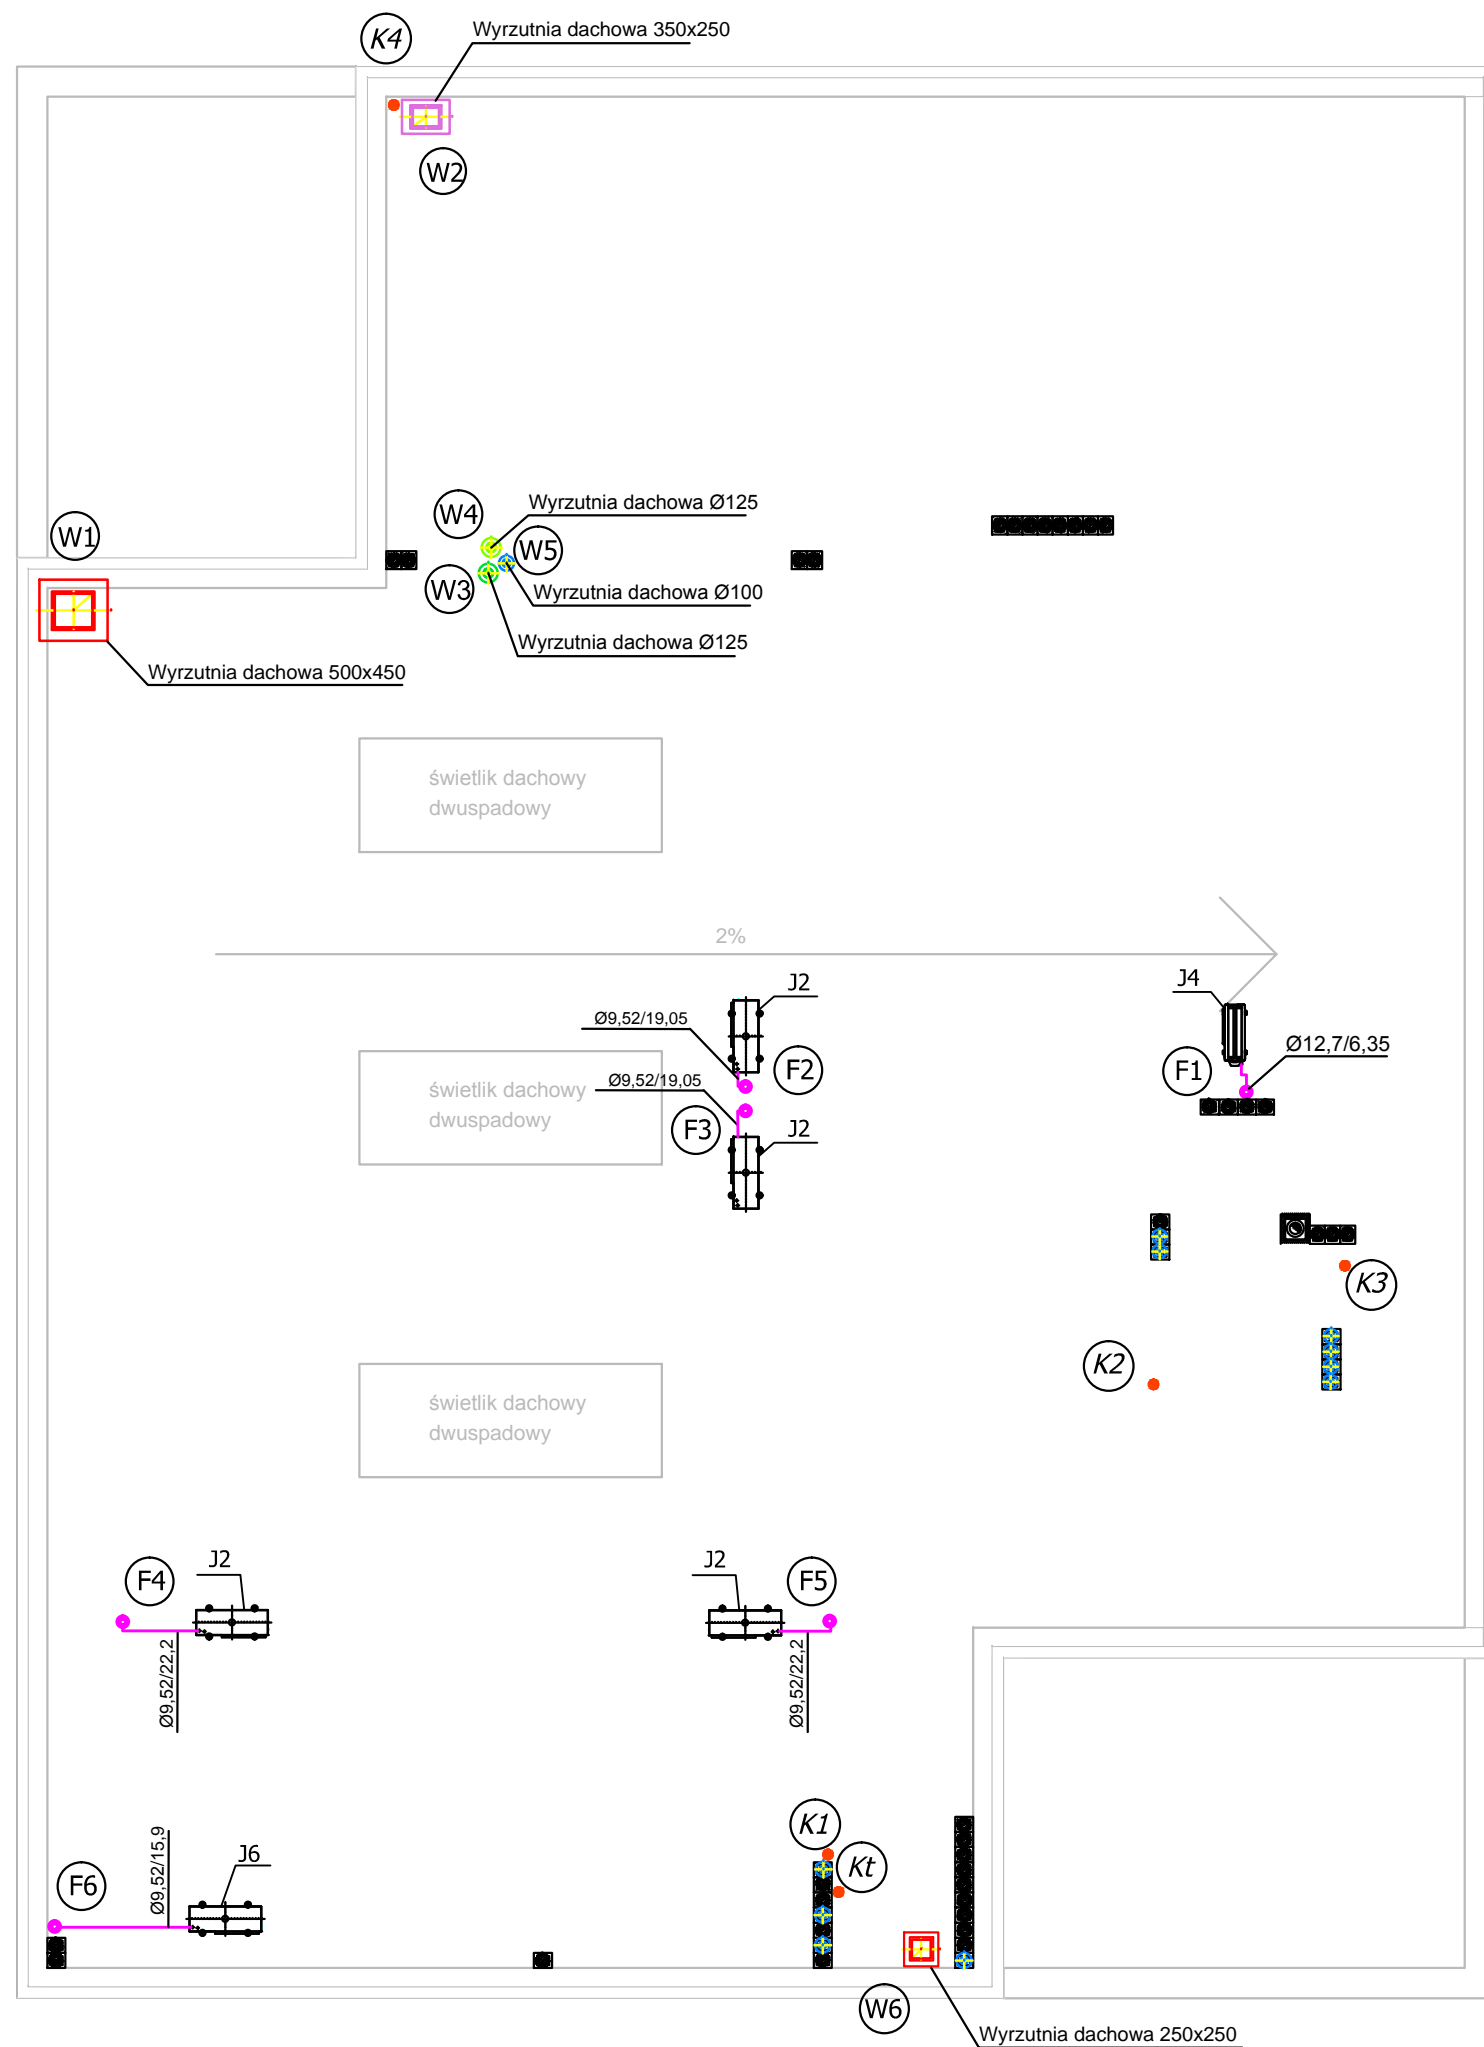 K4
Wyrzutnia dachowa 350x250
W2
W1
W4
Wyrzutnia dachowa Ø125
W5
W3
Wyrzutnia dachowa Ø100
Wyrzutnia dachowa Ø125
Wyrzutnia dachowa 500x450
świetlik dachowy
dwuspadowy
2%
J2
J4
Ø9,52/19,05
F2
F1
Ø12,7/6,35
świetlik dachowy
dwuspadowy
Ø9,52/19,05
F3
J2
K3
K2
świetlik dachowy
dwuspadowy
F4
J2
J2
F5
Ø9,52/22,2
Ø9,52/22,2
K1
Kt
Ø9,52/15,9
J6
F6
W6
Wyrzutnia dachowa 250x250